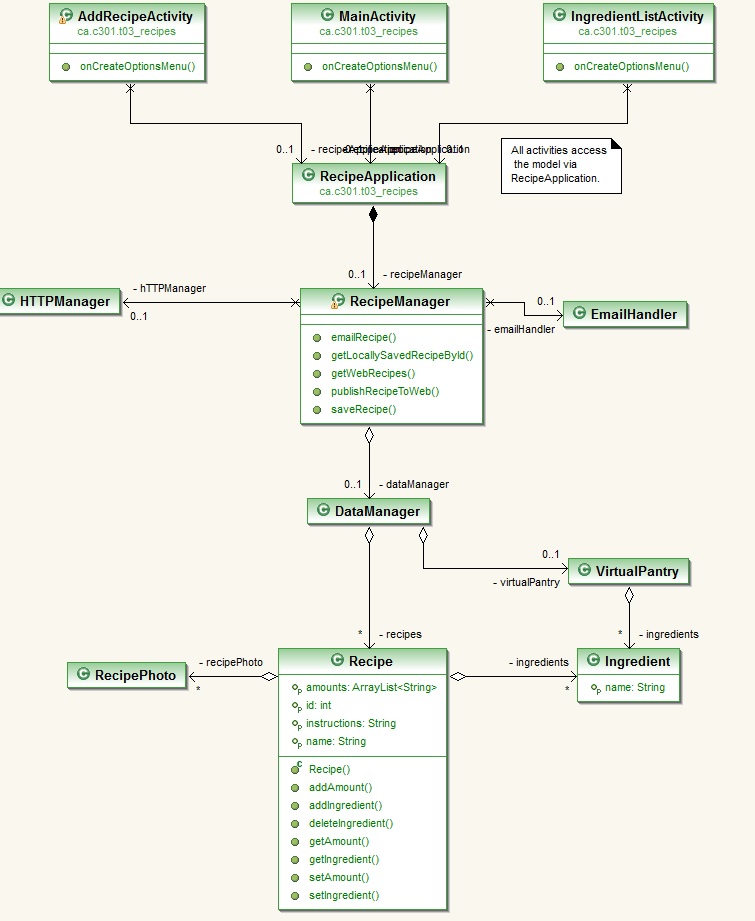 AddRecipeActivity
ca.c301.t03_recipes
onCreateOptionsMenu()
MainActivity
ca.c301.t03_recipes
onCreateOptionsMenu()
IngredientListActivity
ca.c301.t03_recipes
onCreateOptionsMenu()
0..1
0..1
All activities access
the model via
RecipeApplication.
RecipeApplication
ca.c301.t03_recipes
0..1 - recipeManager
HTTPManager
- hTTPManager
0..1
RecipeManager
emailRecipe()
getLocallySavedRecipeById()
getWebRecipes()
publishRecipeToWeb()
saveRecipe()
0..1
- emailHandler
EmailHandler
0..1 - dataManager
DataManager
0..1
- virtualPantry
VirtualPantry
* - recipes
* - ingredients
RecipePhoto
- recipePhoto
*
Recipe
amounts: ArrayList<String>
id: int
instructions: String
name: String
Recipe()
addAmount()
addIngredient()
deleteIngredient()
getAmount()
getIngredient()
setAmount()
setIngredient()
- ingredients
*
Ingredient
name: String